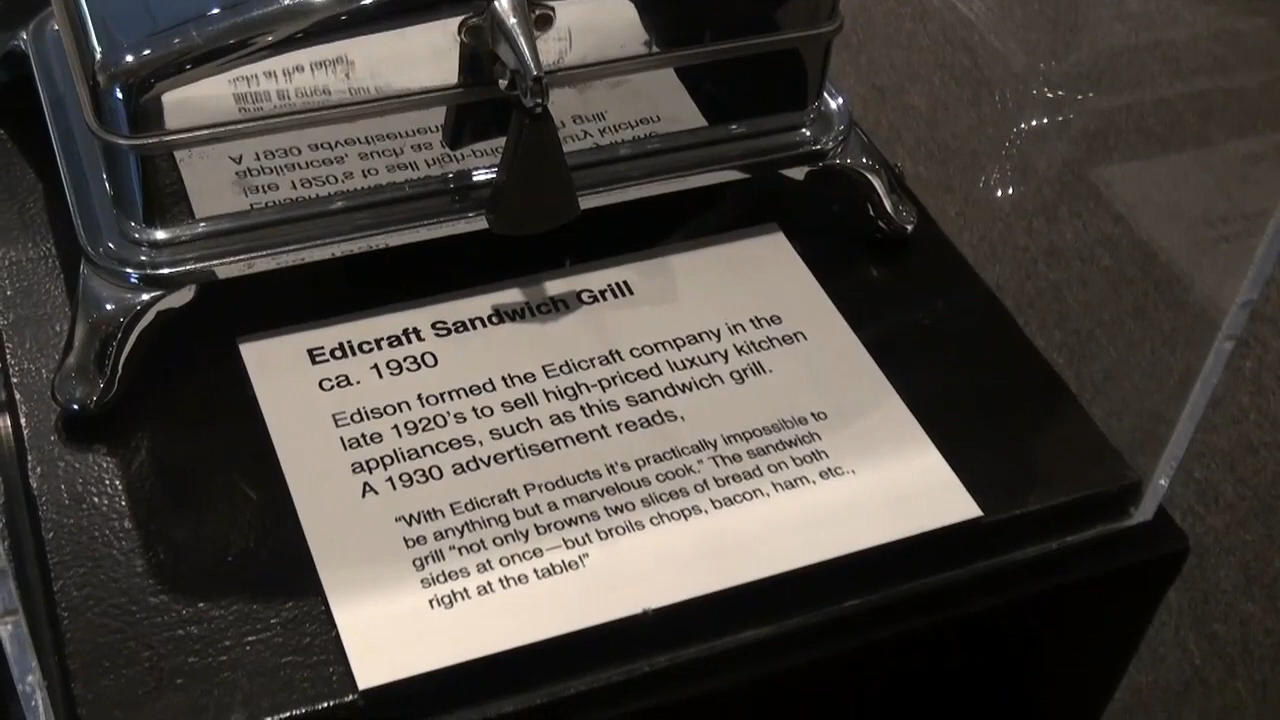 Edicraft Sandwich Grill
ca. 1930
Edison formed the Edicraft company in the
late 1920's to sell high-priced luxury kitchen
appliances, such as this sandwich grill.
A 1930 advertisement reads,
"With Edicraft Products it's practically impossible to
be anything but a marvelous cook." The sandwich
grill "not only browns two slices of bread on both
sides at once—but broils chops, bacon, ham, etc.,
right at the table!"